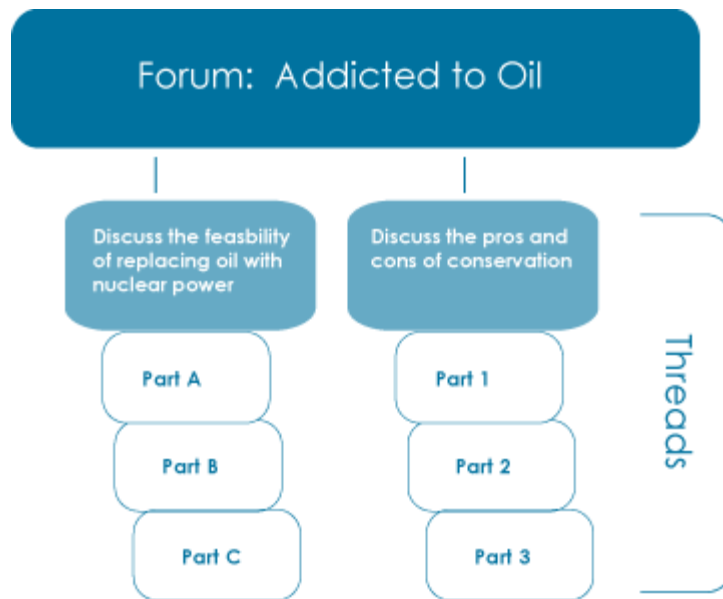 Forum: Addicted to Oil
Discuss the feasbility
of replacing oil with
nuclear power
Part A
Part B
Part C
Discuss the pros and
cons of conservation
Part 1
Part 2
Part 3
Threads